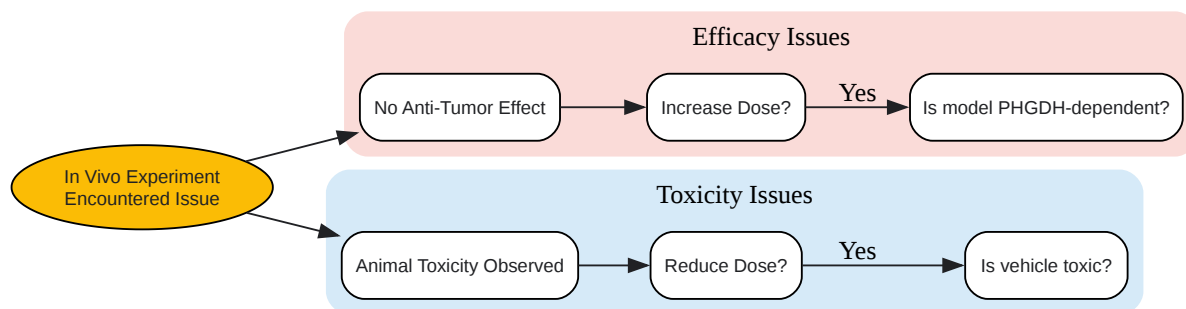 Efficacy Issues
No Anti-Tumor Effect
Increase Dose?
Yes
Is model PHGDH-dependent?
In Vivo Experiment
Encountered Issue
Toxicity Issues
Animal Toxicity Observed
Reduce Dose?
Yes
Is vehicle toxic?